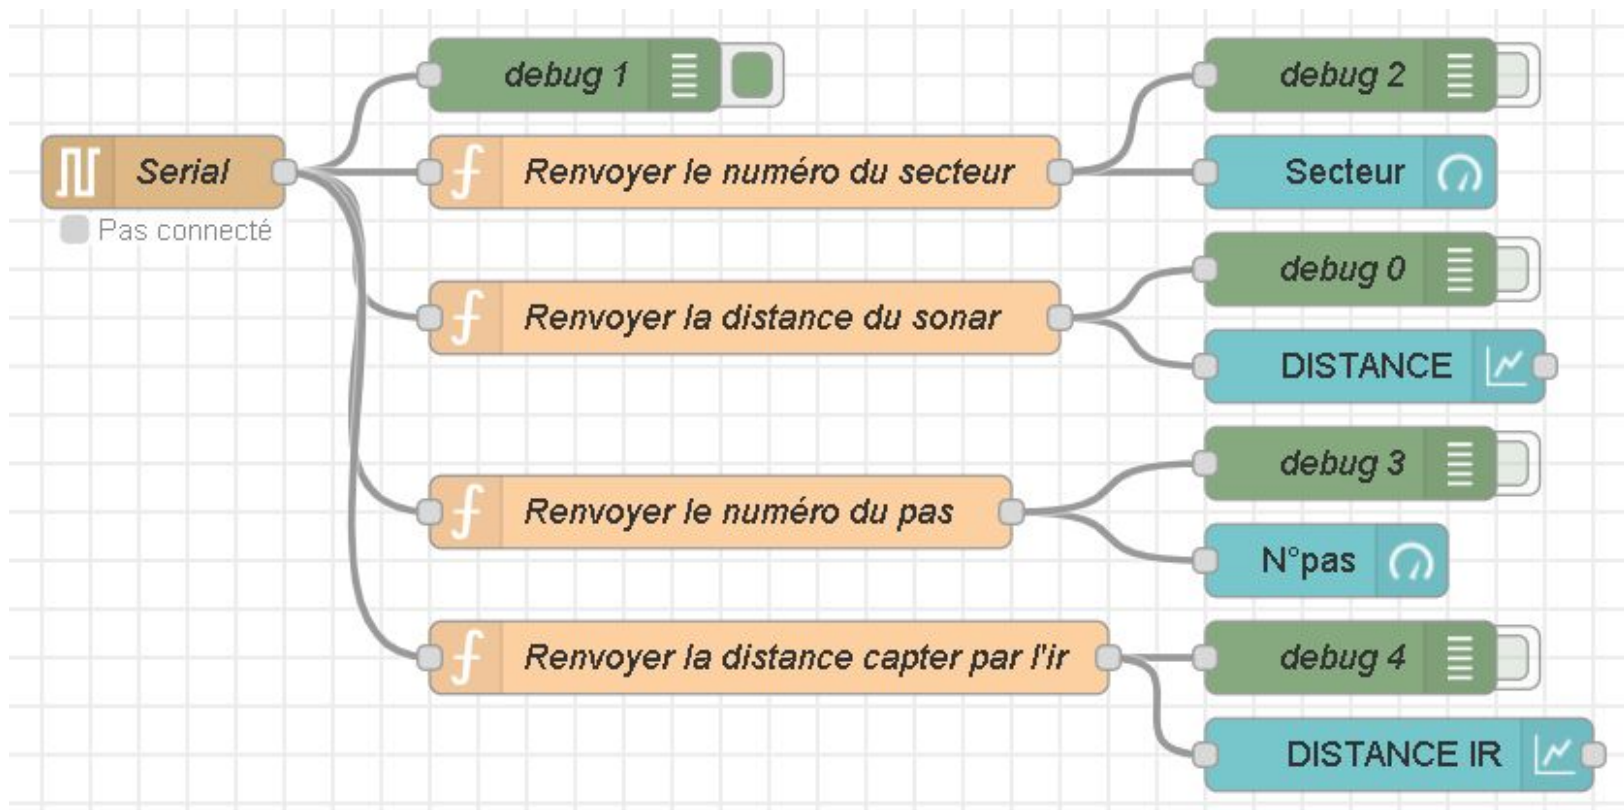 debug 1
debug 2
Serial
Renvoyer le numéro du secteur
Secteur
Pas connecté
debug 0
Renvoyer la distance du sonar
DISTANCE
debug 3
Renvoyer le numéro du pas
N°pas
Renvoyer la distance capter par l'ir
debug 4
DISTANCE IR